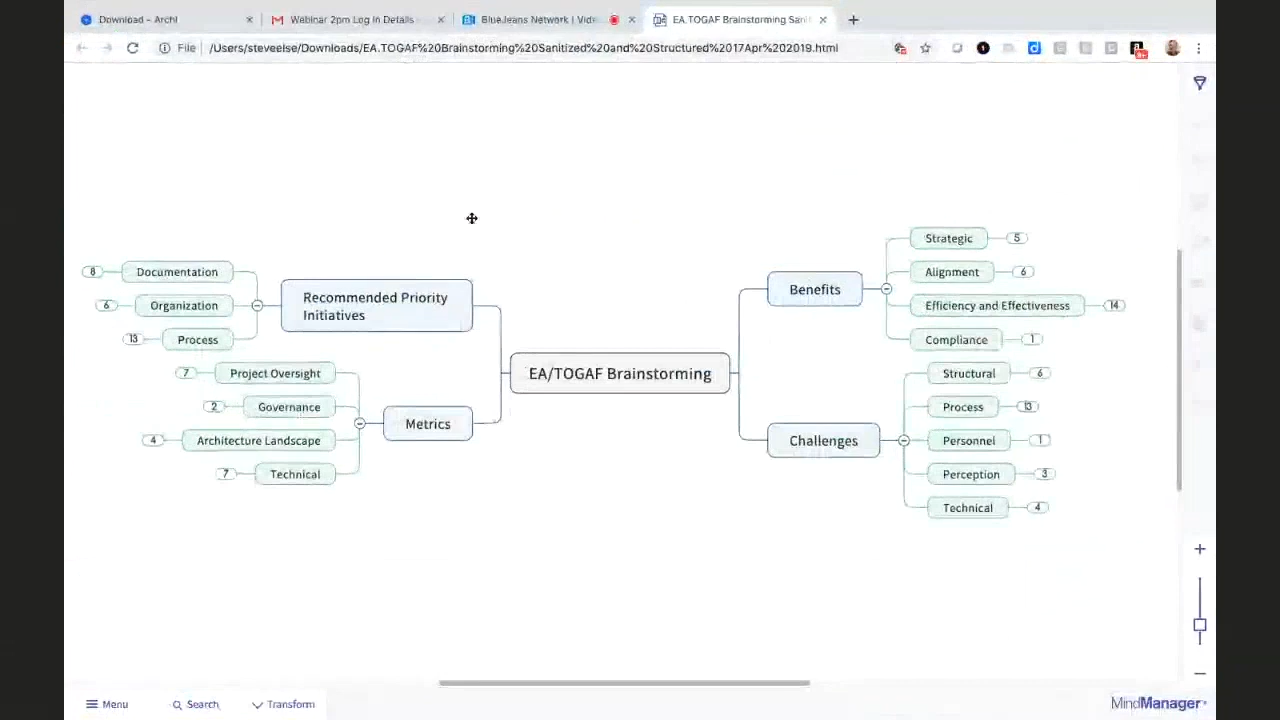 Download – Archi
Webinar 2pm Log In Details
BlueJeans Network | Vide
EA.TOGAF Brainstorming Sani
File
/Users/steveeise/Downloads/EA.TOGAF%20Brainstorming%20Sanitized%20and%20Structured%2017Apr%202019.html
Strategic 5
8 Documentation
Alignment 6
Recommended Priority
Initiatives
Benefits
6 Organization
Efficiency and Effectiveness 14
13 Process
Compliance 1
7 Project Oversight
EA/TOGAF Brainstorming
Structural 6
2 Governance
Process 13
Metrics
4 Architecture Landscape
Challenges
Personnel 1
7 Technical
Perception 3
Technical 4
Menu
Search
Transform
MindManager